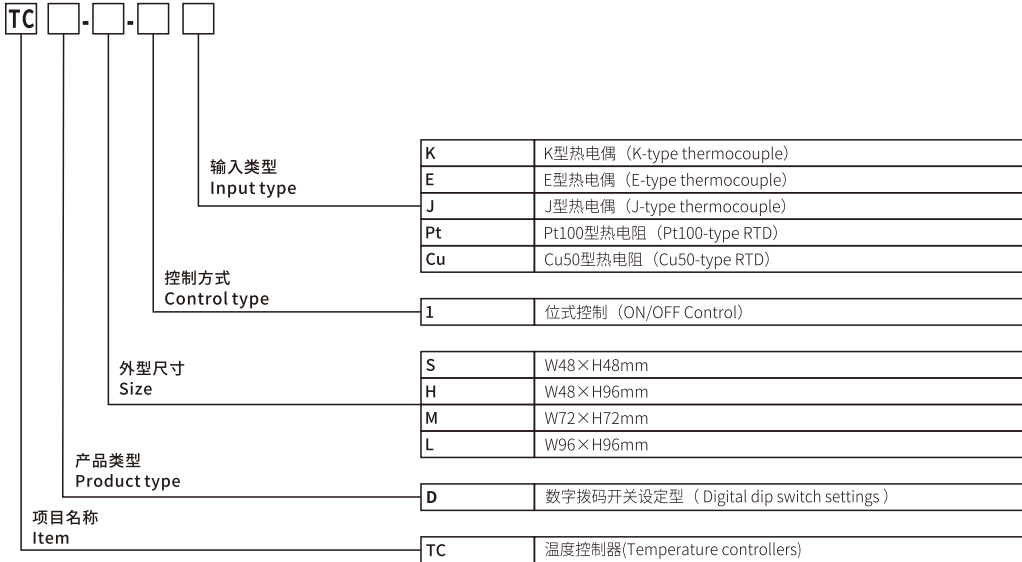 TC - -
输入类型
Input type
K K型热电偶（K-type thermocouple）
E E型热电偶（E-type thermocouple）
J J型热电偶（J-type thermocouple）
Pt Pt100型热电阻（Pt100-type RTD）
Cu Cu50型热电阻（Cu50-type RTD）
控制方式
Control type
1 位式控制（ON/OFF Control）
外型尺寸
Size
S W48×H48mm
H W48×H96mm
M W72×H72mm
L W96×H96mm
产品类型
Product type
D 数字拨码开关设定型（ Digital dip switch settings ）
项目名称
Item
TC 温度控制器(Temperature controllers)